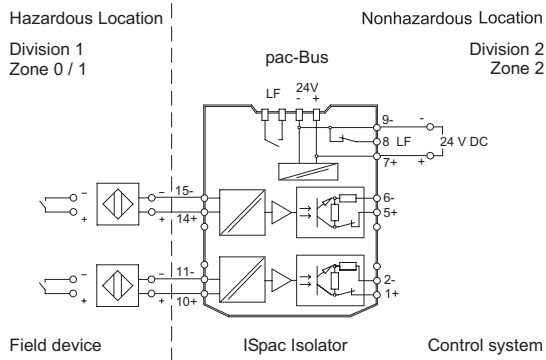 Hazardous Location
Nonhazardous Location
Division 1
Zone 0 / 1
Division 2
Zone 2
pac-Bus
LF
24V
- +
9-
-
8 LF
24 V DC
7+
+
- - 15-
+ + 14+
6-
5+
- - 11-
+ + 10+
2-
1+
Field device
ISpac Isolator
Control system